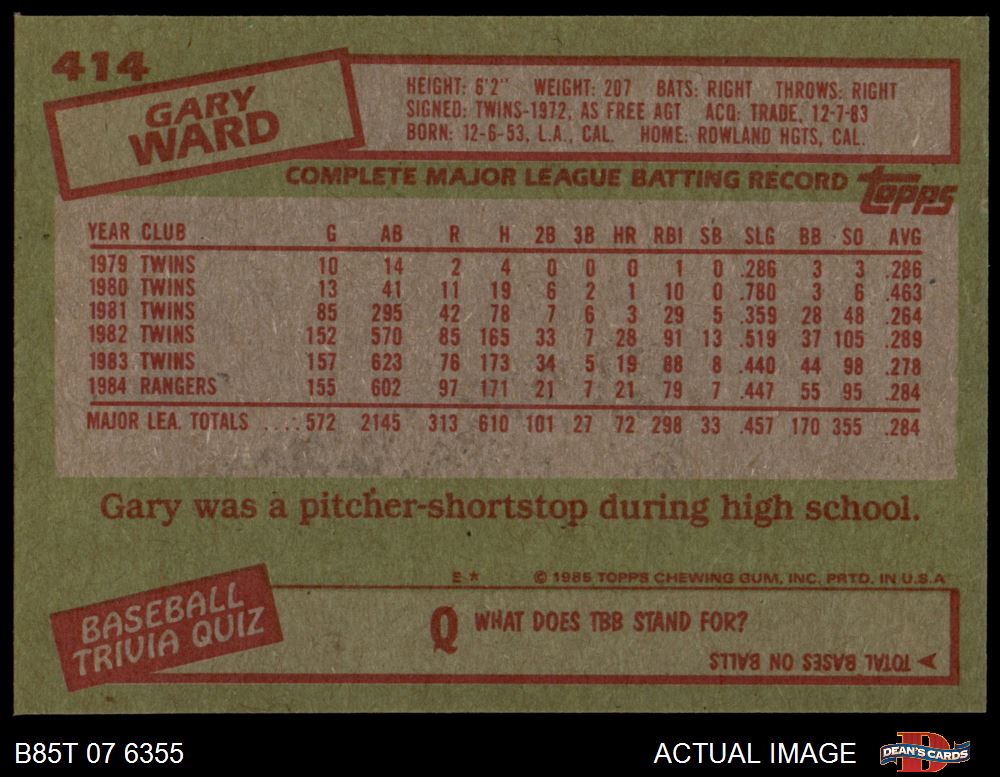 414
GARY
WARD
HEIGHT: 6'2" WEIGHT: 207 BATS: RIGHT THROWS: RIGHT
SIGNED: TWINS-1972, AS FREE AGT ACQ: TRADE, 12-7-83
BORN: 12-6-53, L.A., CAL. HOME: ROWLAND HGTS, CAL.
COMPLETE MAJOR LEAGUE BATTING RECORD topps
YEAR CLUB G AB R H 2B 3B HR RBI SB SLG BB SO AVG
1979 TWINS 10 14 2 4 0 0 0 1 0 .286 3 3 .286
1980 TWINS 13 41 11 19 6 2 1 10 0 .780 3 6 .463
1981 TWINS 85 295 42 78 7 6 3 29 5 .359 28 48 .264
1982 TWINS 152 570 85 165 33 7 28 91 13 .519 37 105 .289
1983 TWINS 157 623 76 173 34 5 19 88 8 .440 44 98 .278
1984 RANGERS 155 602 97 171 21 7 21 79 7 .447 55 95 .284
MAJOR LEA. TOTALS .... 572 2145 313 610 101 27 72 298 33 .457 170 355 .284
Gary was a pitcher-shortstop during high school.
E * © 1985 TOPPS CHEWING GUM, INC. PRTD. IN U.S.A
BASEBALL
TRIVIA QUIZ
Q WHAT DOES TBB STAND FOR?
TOTAL BASES ON BALLS
B85T 07 6355 ACTUAL IMAGE DEAN'S CARDS